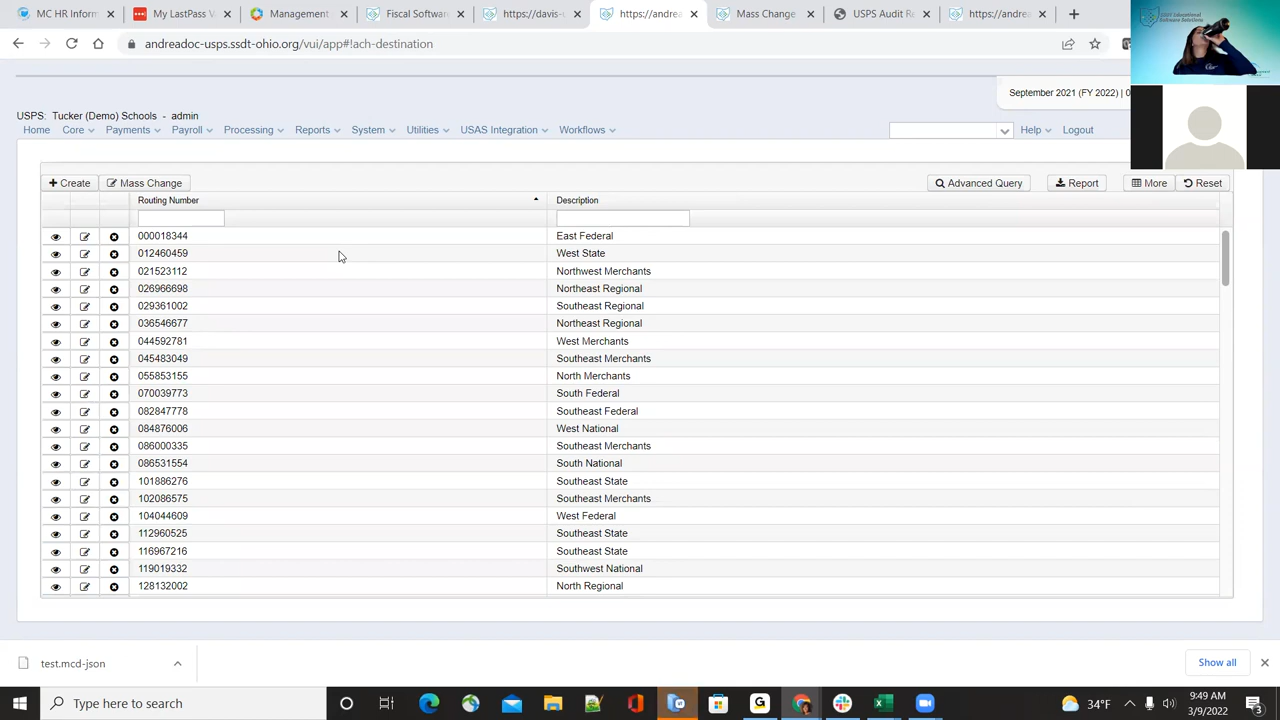 MC HR Inform
My LastPass V
Management
Fiscal Softwar
https://davis-
https://andrea
Mass Change
USPS Audit Re
https://andrea
andreadoc-usps.ssdt-ohio.org/vui/app#!ach-destination
September 2021 (FY 2022) | 0
USPS: Tucker (Demo) Schools - admin
Home Core Payments Payroll Processing Reports System Utilities USAS Integration Workflows Help Logout
Create Mass Change Advanced Query Report More Reset
Routing Number Description
000018344 East Federal
012460459 West State
021523112 Northwest Merchants
026966698 Northeast Regional
029361002 Southeast Regional
036546677 Northeast Regional
044592781 West Merchants
045483049 Southeast Merchants
055853155 North Merchants
070039773 South Federal
082847778 Southeast Federal
084876006 West National
086000335 Southeast Merchants
086531554 South National
101886276 Southeast State
102086575 Southeast Merchants
104044609 West Federal
112960525 Southeast State
116967216 Southeast State
119019332 Southwest National
128132002 North Regional
test.mcd-json
Show all
Type here to search
34°F
9:49 AM
3/9/2022
3